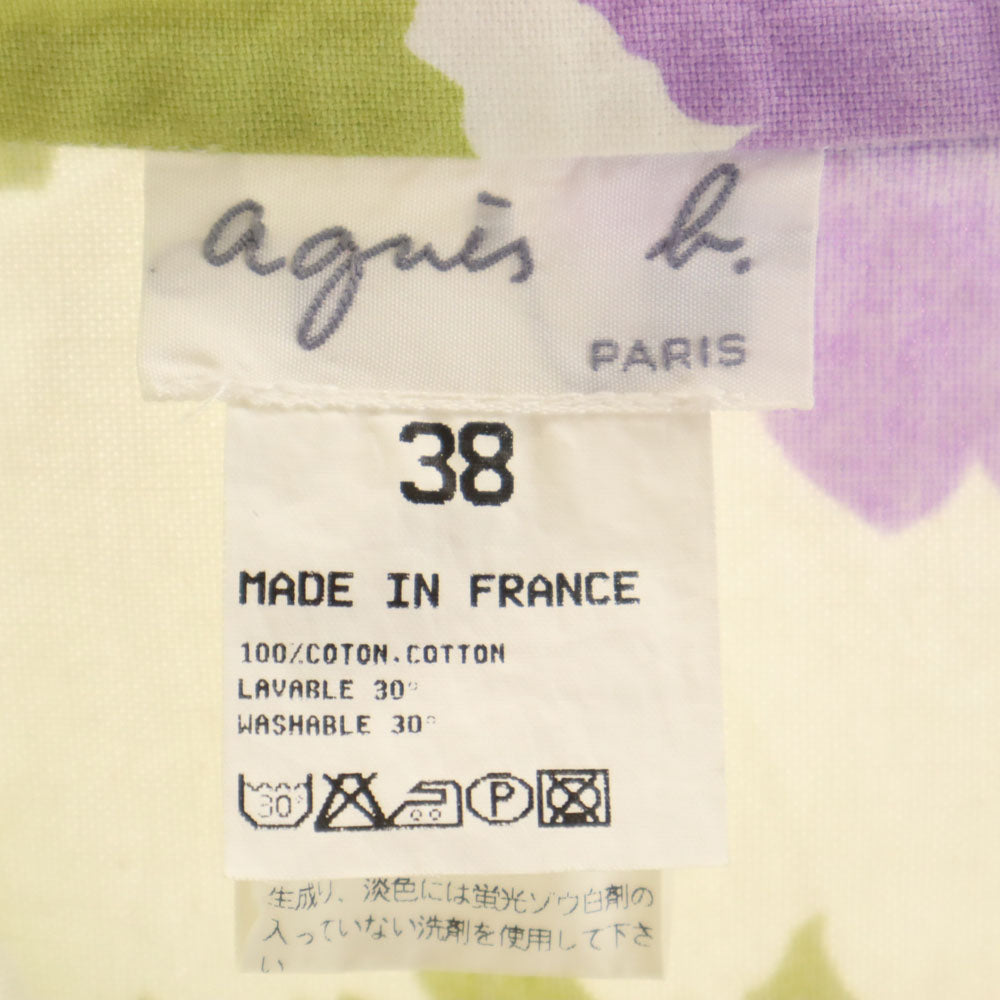 agnès b.
PARIS
38
MADE IN FRANCE
100%COTON.COTTON
LAVABLE 30°
WASHABLE 30°
30° P
生成り、淡色には蛍光ゾウ白剤の
入っていない洗剤を使用して下さ
い